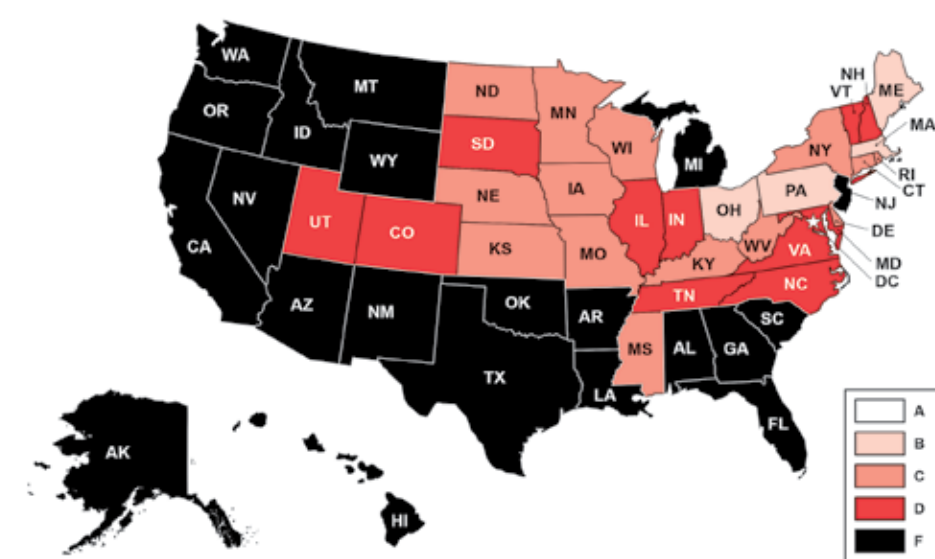 WA
MT
ND
MN
NH
VT
ME
OR
ID
SD
WI
MA
NY
WY
MI
RI
CT
NV
NE
IA
PA
NJ
UT
CO
IL
IN
OH
DE
CA
KS
MO
WV
VA
KY
MD
DC
AZ
NM
OK
TN
NC
AR
SC
MS
AL
GA
TX
LA
FL
AK
HI
A
B
C
D
F